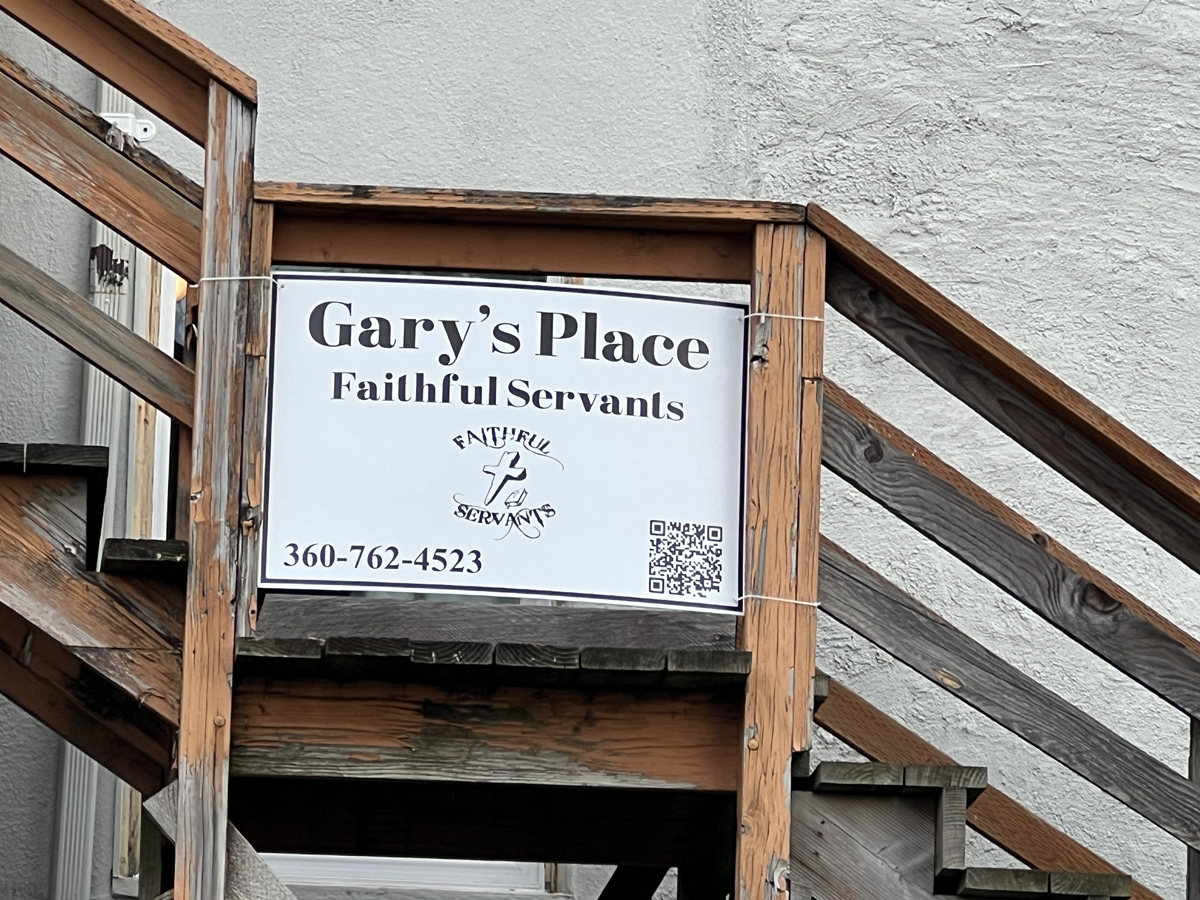 Gary's Place
Faithful Servants
FAITHFUL
SERVANTS
360-762-4523